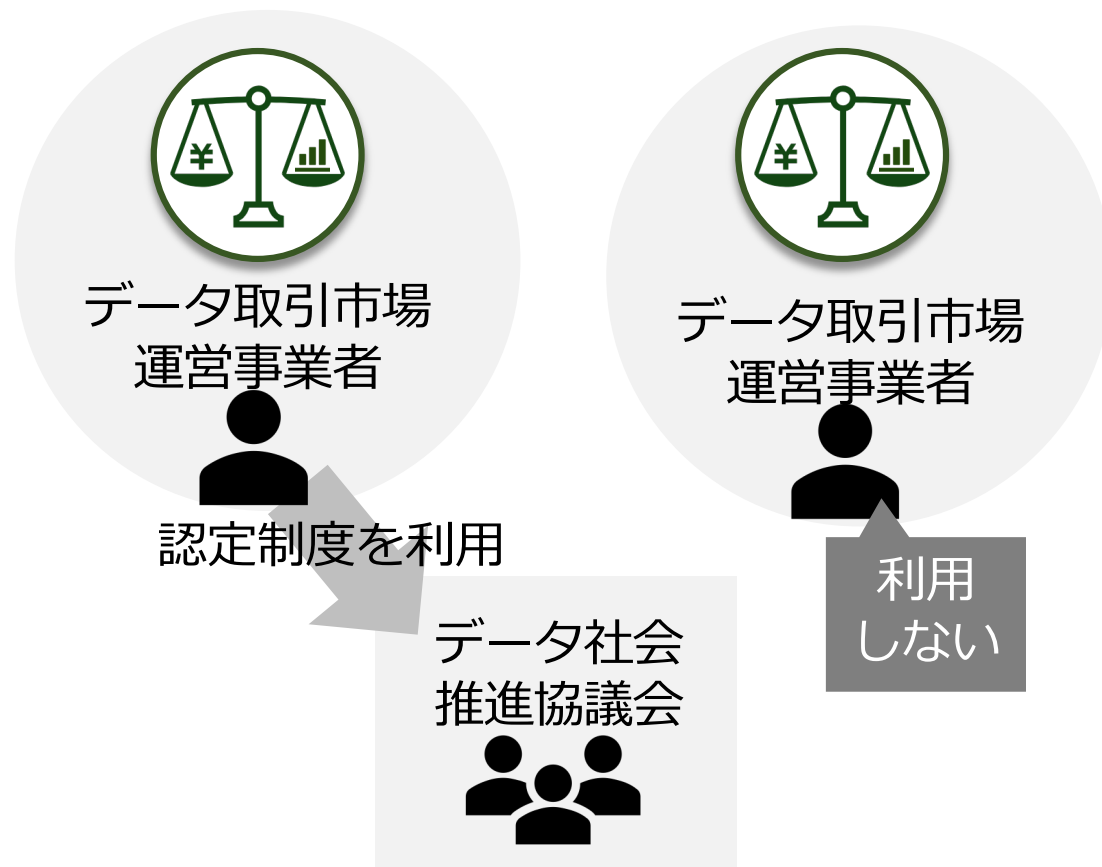 ¥
データ取引市場
運営事業者
認定制度を利用
¥
データ取引市場
運営事業者
利用
しない
データ社会
推進協議会